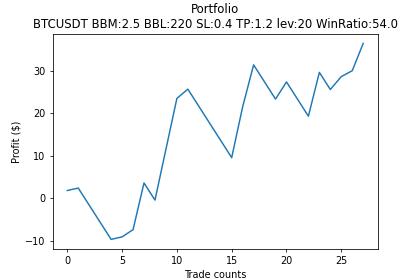 Portfolio
BTCUSDT BBM:2.5 BBL:220 SL:0.4 TP:1.2 lev:20 WinRatio:54.0
30
20
10
0
−10
Profit ($)
0 5 10 15 20 25
Trade counts